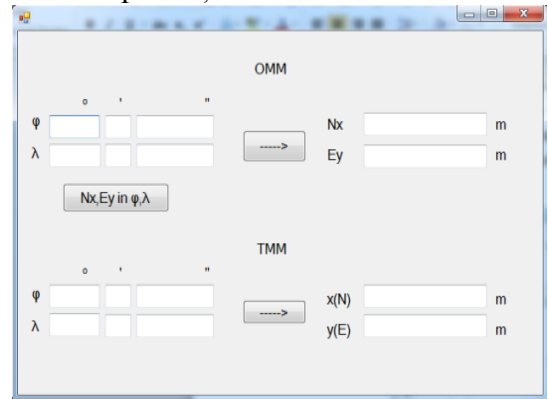 OMM
° ' "
φ
Nx m
λ
-----> 
Ey m
Nx,Ey in φ,λ
TMM
° ' "
φ
x(N) m
----->
λ
y(E) m